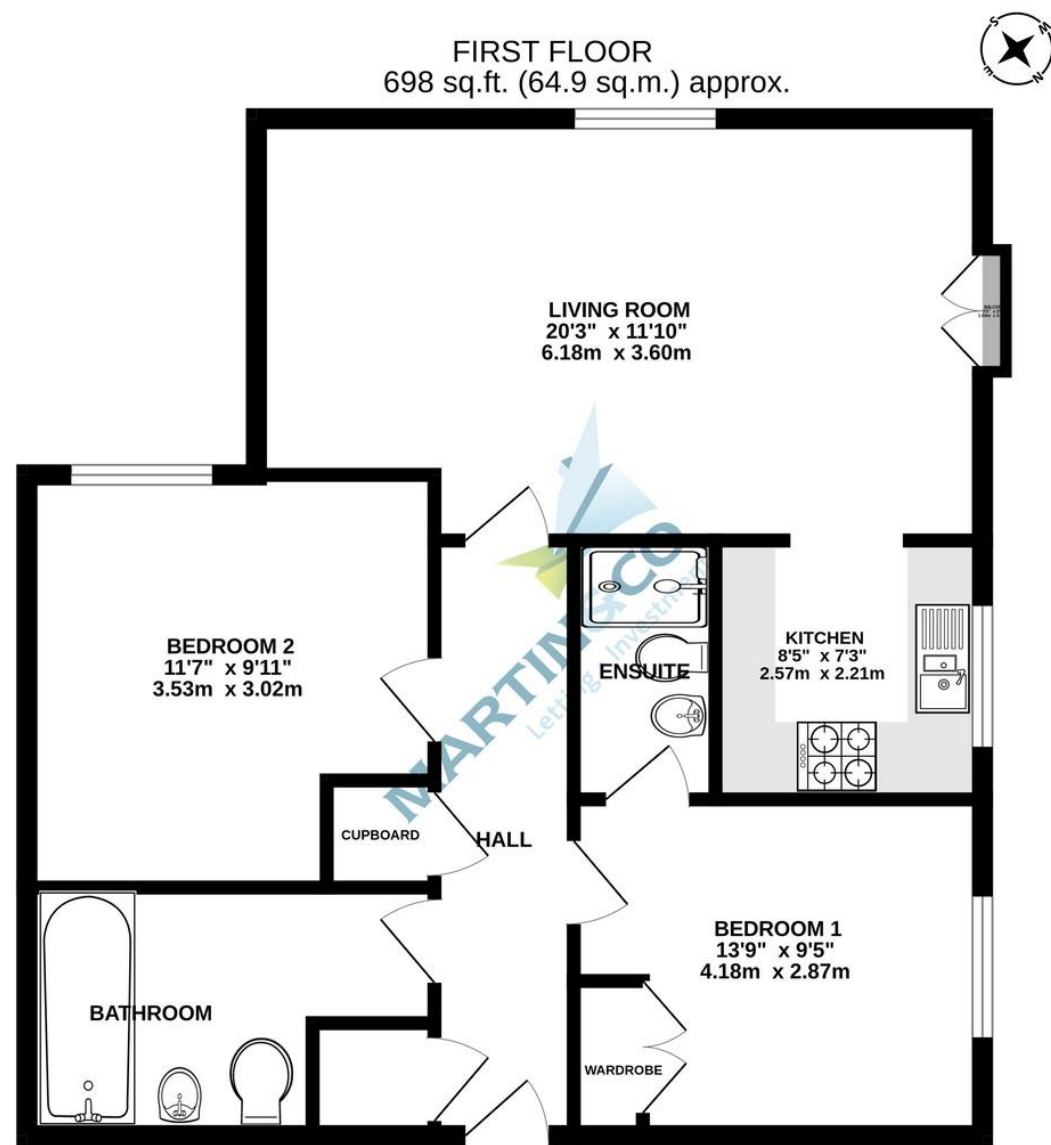 FIRST FLOOR
698 sq.ft. (64.9 sq.m.) approx.
S
W
E
N
LIVING ROOM
20'3" x 11'10"
6.18m x 3.60m
BEDROOM 2
11'7" x 9'11"
3.53m x 3.02m
ENSUITE
KITCHEN
8'5" x 7'3"
2.57m x 2.21m
CUPBOARD
HALL
BEDROOM 1
13'9" x 9'5"
4.18m x 2.87m
BATHROOM
WARDROBE
MARTIN&CO